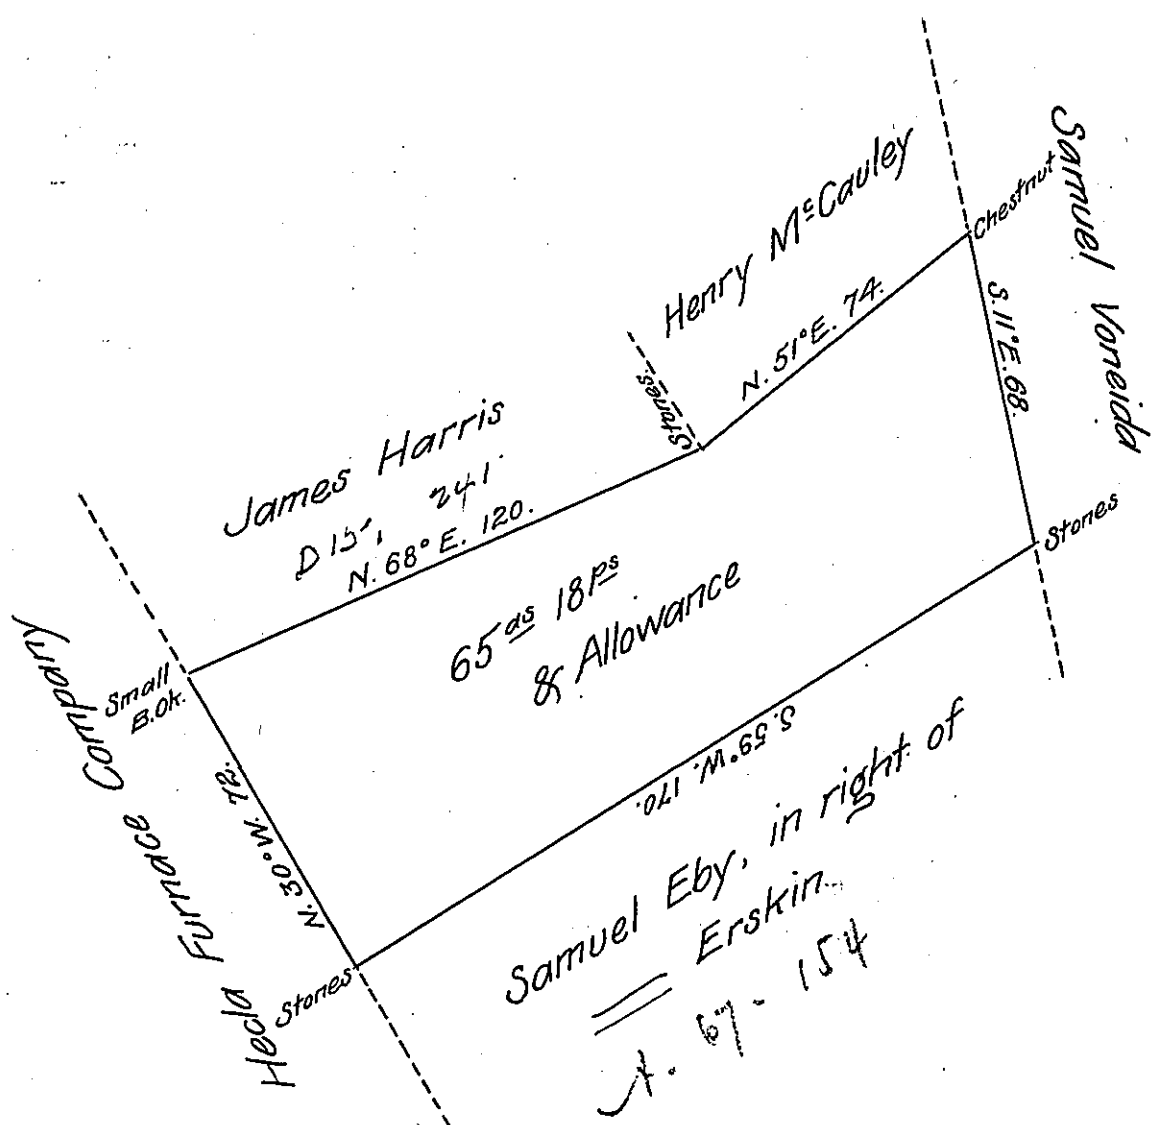 Samuel Voneida
Chestnut
Henry McCauley
N. 51° E. 74.
S. 11° E. 68.
Stones.
James Harris
D 15, 241
N. 68° E. 120.
65 as 18 Ps
& Allowance
Stones
Small
B.Ok.
Hecla Furnace Company
N. 30° W. 72.
S. 59° W. 170.
Stones
Samuel Eby, in right of
Erskin
A. 67-154